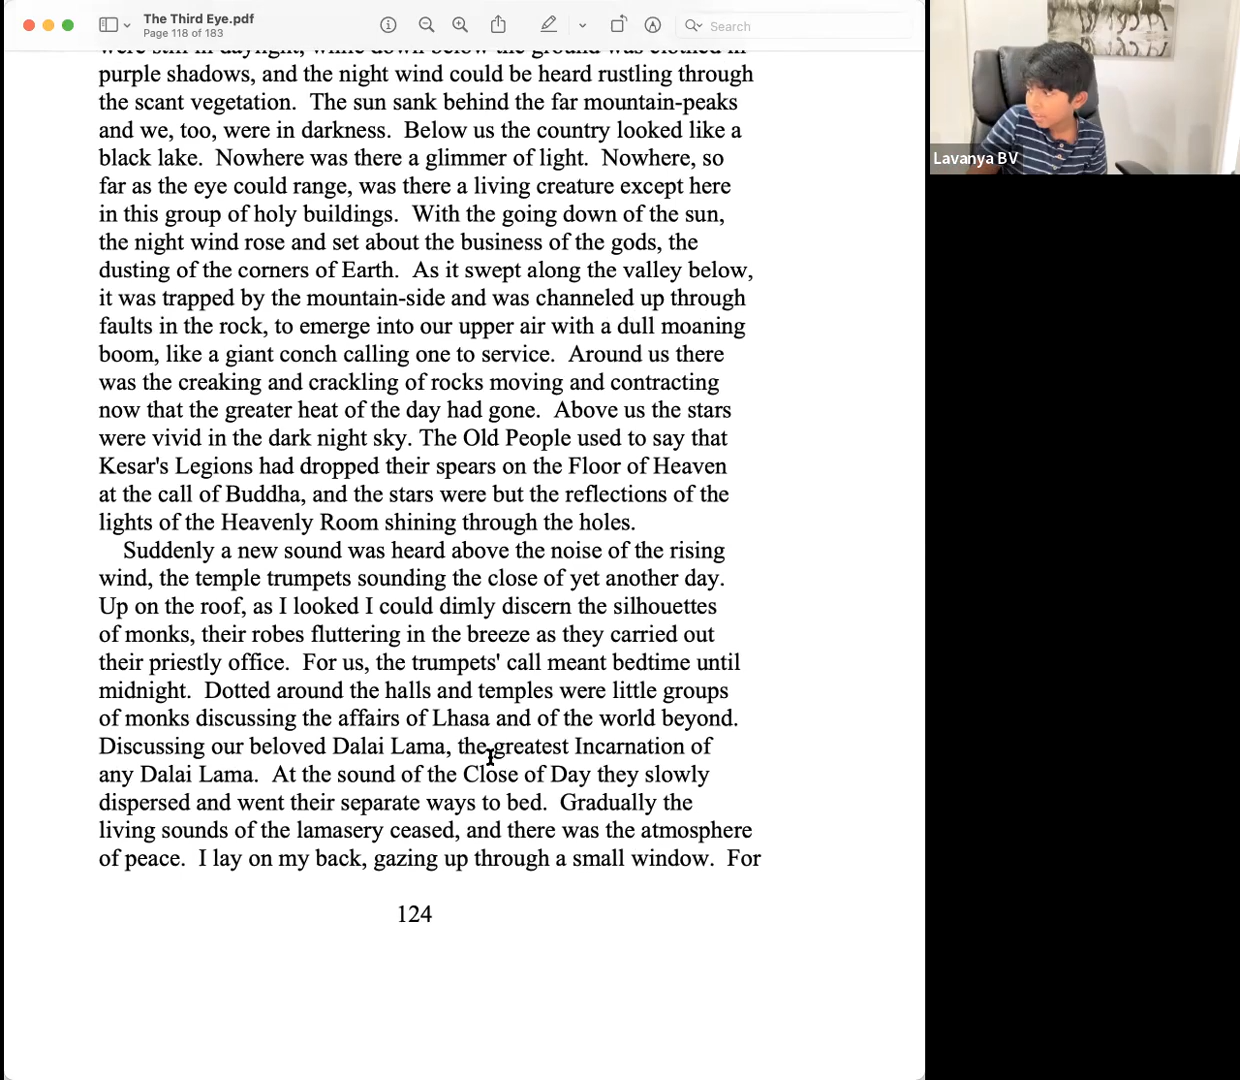 The Third Eye.pdf
Page 118 of 183
Search
were still in daylight, while down below the ground was clothed in
purple shadows, and the night wind could be heard rustling through
the scant vegetation.  The sun sank behind the far mountain-peaks
and we, too, were in darkness.  Below us the country looked like a
black lake.  Nowhere was there a glimmer of light.  Nowhere, so
far as the eye could range, was there a living creature except here
in this group of holy buildings.  With the going down of the sun,
the night wind rose and set about the business of the gods, the
dusting of the corners of Earth.  As it swept along the valley below,
it was trapped by the mountain-side and was channeled up through
faults in the rock, to emerge into our upper air with a dull moaning
boom, like a giant conch calling one to service.  Around us there
was the creaking and crackling of rocks moving and contracting
now that the greater heat of the day had gone.  Above us the stars
were vivid in the dark night sky. The Old People used to say that
Kesar's Legions had dropped their spears on the Floor of Heaven
at the call of Buddha, and the stars were but the reflections of the
lights of the Heavenly Room shining through the holes.
Suddenly a new sound was heard above the noise of the rising
wind, the temple trumpets sounding the close of yet another day.
Up on the roof, as I looked I could dimly discern the silhouettes
of monks, their robes fluttering in the breeze as they carried out
their priestly office.  For us, the trumpets' call meant bedtime until
midnight.  Dotted around the halls and temples were little groups
of monks discussing the affairs of Lhasa and of the world beyond.
Discussing our beloved Dalai Lama, the greatest Incarnation of
any Dalai Lama.  At the sound of the Close of Day they slowly
dispersed and went their separate ways to bed.  Gradually the
living sounds of the lamasery ceased, and there was the atmosphere
of peace.  I lay on my back, gazing up through a small window.  For
124
Lavanya BV